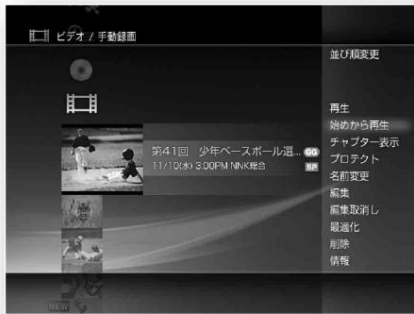 ビデオ / 手動録画
並び順変更
第41回 少年ベースボール選...
GG
11/10(水) 3:00PM NNK総合
SP
再生
始めから再生
チャプター表示
プロテクト
名前変更
編集
編集取消し
最適化
削除
情報
NEW